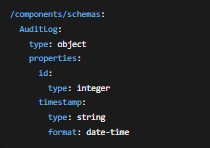 /components/schemas:
  AuditLog:
    type: object
    properties:
      id:
        type: integer
      timestamp:
        type: string
        format: date-time